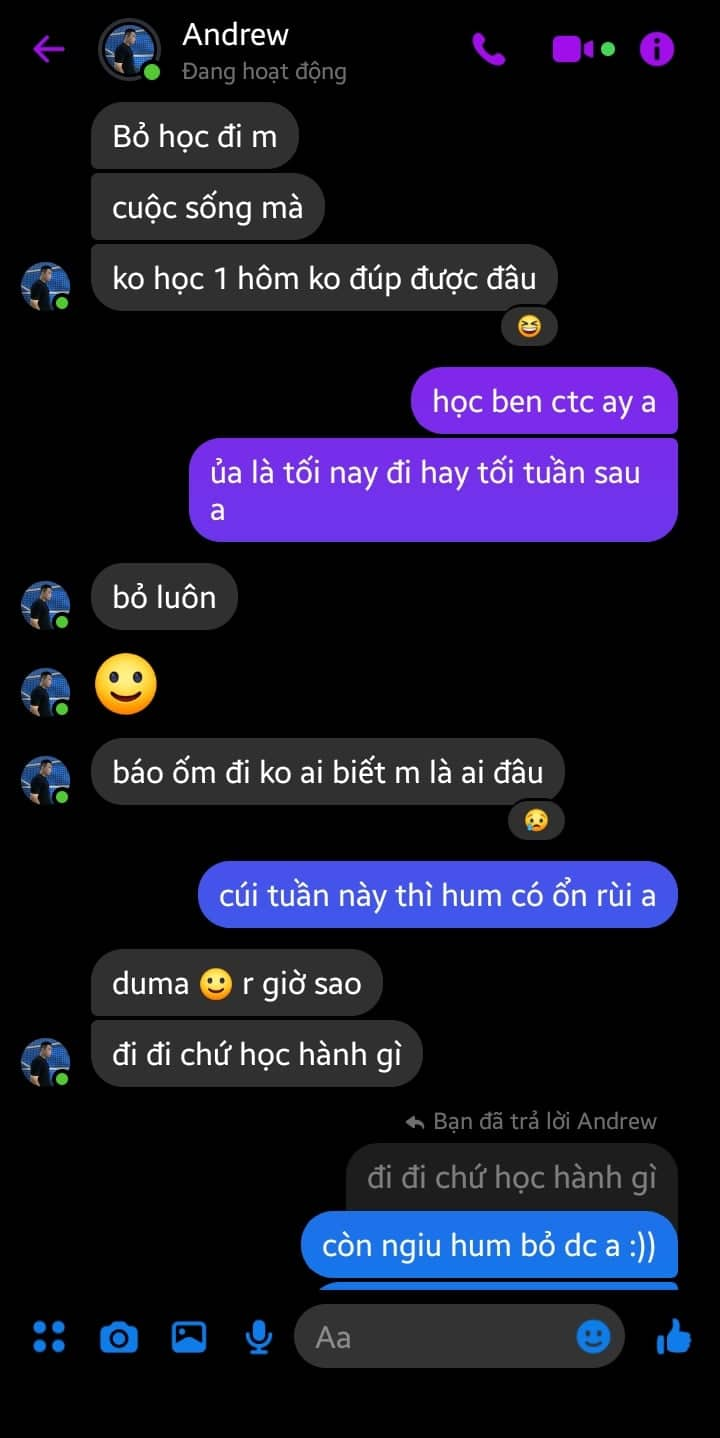 Andrew
Đang hoạt động
Bỏ học đi m
cuộc sống mà
ko học 1 hôm ko đúp được đâu
học ben ctc ay a
ủa là tối nay đi hay tối tuần sau
a
bỏ luôn
báo ốm đi ko ai biết m là ai đâu
cúi tuần này thì hum có ổn rùi a
duma 🙂 r giờ sao
đi đi chứ học hành gì
Bạn đã trả lời Andrew
đi đi chứ học hành gì
còn ngiu hum bỏ dc a :))
Aa